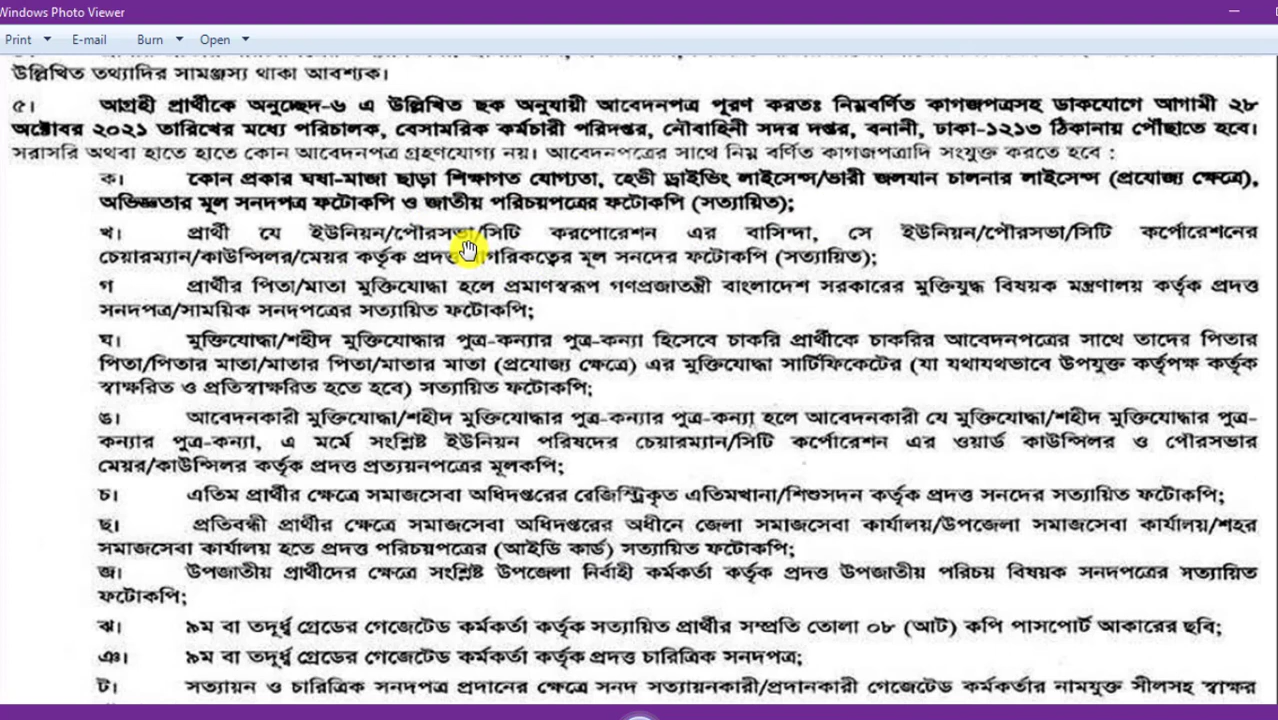 Windows Photo Viewer
Print E-mail Burn Open
উল্লিখিত তথ্যাদির সামঞ্জস্য থাকা আবশ্যক।
৫। আগ্রহী প্রার্থীকে অনুচ্ছেদ-৬ এ উল্লিখিত ছক অনুযায়ী আবেদনপত্র পূরণ করতঃ নিম্নবর্ণিত কাগজপত্রসহ ডাকযোগে আগামী ২৮
অক্টোবর ২০২১ তারিখের মধ্যে পরিচালক, বেসামরিক কর্মচারী পরিদপ্তর, নৌবাহিনী সদর দপ্তর, বনানী, ঢাকা-১২১৩ ঠিকানায় পৌঁছাতে হবে।
সরাসরি অথবা হাতে হাতে কোন আবেদনপত্র গ্রহণযোগ্য নয়। আবেদনপত্রের সাথে নিম্ন বর্ণিত কাগজপত্রাদি সংযুক্ত করতে হবে :
ক। কোন প্রকার ঘষা-মাজা ছাড়া শিক্ষাগত যোগ্যতা, হেভী ড্রাইভিং লাইসেন্স/ভারী জলযান চালনার লাইসেন্স (প্রযোজ্য ক্ষেত্রে),
অভিজ্ঞতার মূল সনদপত্র ফটোকপি ও জাতীয় পরিচয়পত্রের ফটোকপি (সত্যায়িত);
খ। প্রার্থী যে ইউনিয়ন/পৌরসভা/সিটি করপোরেশন এর বাসিন্দা, সে ইউনিয়ন/পৌরসভা/সিটি কর্পোরেশনের
চেয়ারম্যান/কাউন্সিলর/মেয়র কর্তৃক প্রদত্ত নাগরিকত্বের মূল সনদের ফটোকপি (সত্যায়িত);
গ প্রার্থীর পিতা/মাতা মুক্তিযোদ্ধা হলে প্রমাণস্বরূপ গণপ্রজাতন্ত্রী বাংলাদেশ সরকারের মুক্তিযুদ্ধ বিষয়ক মন্ত্রণালয় কর্তৃক প্রদত্ত
সনদপত্র/সাময়িক সনদপত্রের সত্যায়িত ফটোকপি;
ঘ। মুক্তিযোদ্ধা/শহীদ মুক্তিযোদ্ধার পুত্র-কন্যার পুত্র-কন্যা হিসেবে চাকরি প্রার্থীকে চাকরির আবেদনপত্রের সাথে তাদের পিতার
পিতা/পিতার মাতা/মাতার পিতা/মাতার মাতা (প্রযোজ্য ক্ষেত্রে) এর মুক্তিযোদ্ধা সার্টিফিকেটের (যা যথাযথভাবে উপযুক্ত কর্তৃপক্ষ কর্তৃক
স্বাক্ষরিত ও প্রতিস্বাক্ষরিত হতে হবে) সত্যায়িত ফটোকপি;
ঙ। আবেদনকারী মুক্তিযোদ্ধা/শহীদ মুক্তিযোদ্ধার পুত্র-কন্যার পুত্র-কন্যা হলে আবেদনকারী যে মুক্তিযোদ্ধা/শহীদ মুক্তিযোদ্ধার পুত্র-
কন্যার পুত্র-কন্যা, এ মর্মে সংশ্লিষ্ট ইউনিয়ন পরিষদের চেয়ারম্যান/সিটি কর্পোরেশন এর ওয়ার্ড কাউন্সিলর ও পৌরসভার
মেয়র/কাউন্সিলর কর্তৃক প্রদত্ত প্রত্যয়নপত্রের মূলকপি;
চ। এতিম প্রার্থীর ক্ষেত্রে সমাজসেবা অধিদপ্তরের রেজিস্ট্রিকৃত এতিমখানা/শিশুসদন কর্তৃক প্রদত্ত সনদের সত্যায়িত ফটোকপি;
ছ। প্রতিবন্ধী প্রার্থীর ক্ষেত্রে সমাজসেবা অধিদপ্তরের অধীনে জেলা সমাজসেবা কার্যালয়/উপজেলা সমাজসেবা কার্যালয়/শহর
সমাজসেবা কার্যালয় হতে প্রদত্ত পরিচয়পত্রের (আইডি কার্ড) সত্যায়িত ফটোকপি;
জ। উপজাতীয় প্রার্থীদের ক্ষেত্রে সংশ্লিষ্ট উপজেলা নির্বাহী কর্মকর্তা কর্তৃক প্রদত্ত উপজাতীয় পরিচয় বিষয়ক সনদপত্রের সত্যায়িত
ফটোকপি;
ঝ। ৯ম বা তদূর্ধ্ব গ্রেডের গেজেটেড কর্মকর্তা কর্তৃক সত্যায়িত প্রার্থীর সম্প্রতি তোলা ০৮ (আট) কপি পাসপোর্ট আকারের ছবি;
ঞ। ৯ম বা তদূর্ধ্ব গ্রেডের গেজেটেড কর্মকর্তা কর্তৃক প্রদত্ত চারিত্রিক সনদপত্র;
ট। সত্যায়ন ও চারিত্রিক সনদপত্র প্রদানের ক্ষেত্রে সনদ সত্যায়নকারী/প্রদানকারী গেজেটেড কর্মকর্তার নামযুক্ত সীলসহ স্বাক্ষর